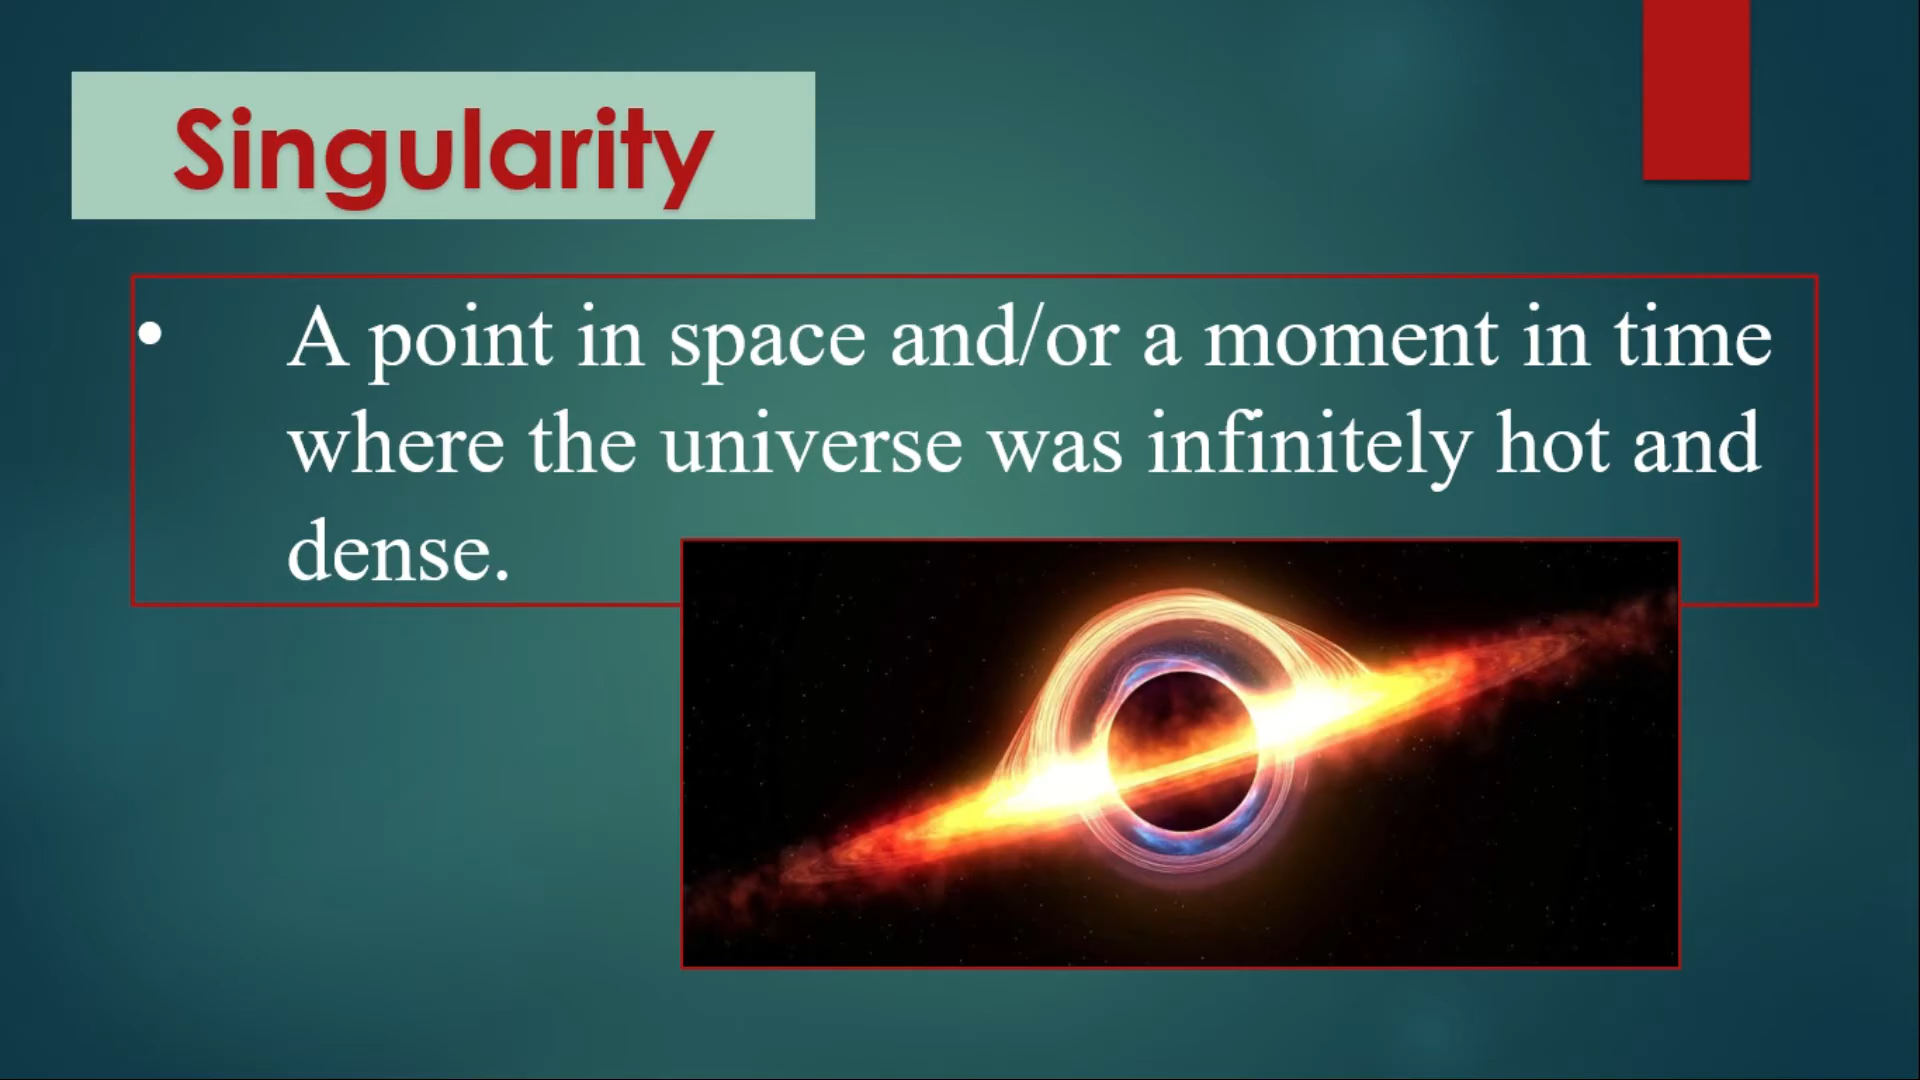 Singularity
• A point in space and/or a moment in time
where the universe was infinitely hot and
dense.